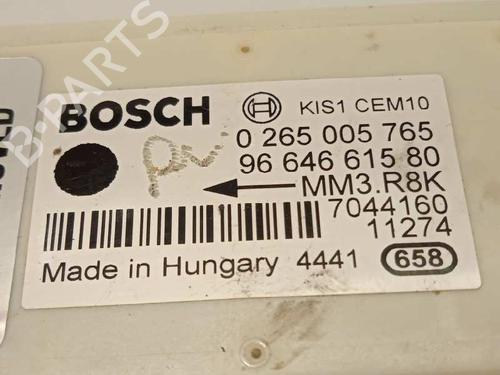 B-PARTS
BOSCH
KIS1 CEM10
0 265 005 765
96 646 615 80
MM3.R8K
7044160
11274
Made in Hungary 4441 658